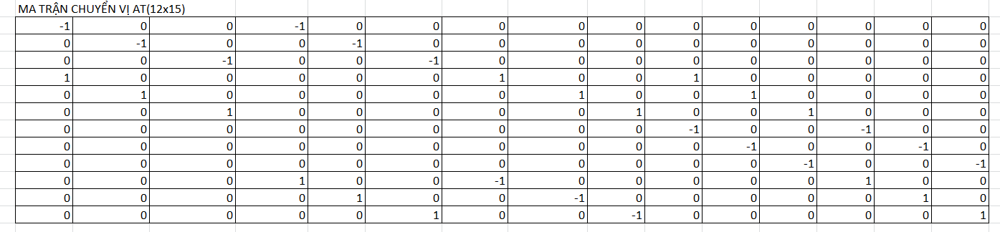 MA TRẬN CHUYỂN VỊ AT(12x15)
-1 0 0 -1 0 0 0 0 0 0 0 0 0 0 0
0 -1 0 0 -1 0 0 0 0 0 0 0 0 0 0
0 0 -1 0 0 -1 0 0 0 0 0 0 0 0 0
1 0 0 0 0 0 1 0 0 1 0 0 0 0 0
0 1 0 0 0 0 0 1 0 0 1 0 0 0 0
0 0 1 0 0 0 0 0 1 0 0 1 0 0 0
0 0 0 0 0 0 0 0 0 -1 0 0 -1 0 0
0 0 0 0 0 0 0 0 0 0 -1 0 0 -1 0
0 0 0 0 0 0 0 0 0 0 0 -1 0 0 -1
0 0 0 1 0 0 -1 0 0 0 0 0 1 0 0
0 0 0 0 1 0 0 -1 0 0 0 0 0 1 0
0 0 0 0 0 1 0 0 -1 0 0 0 0 0 1